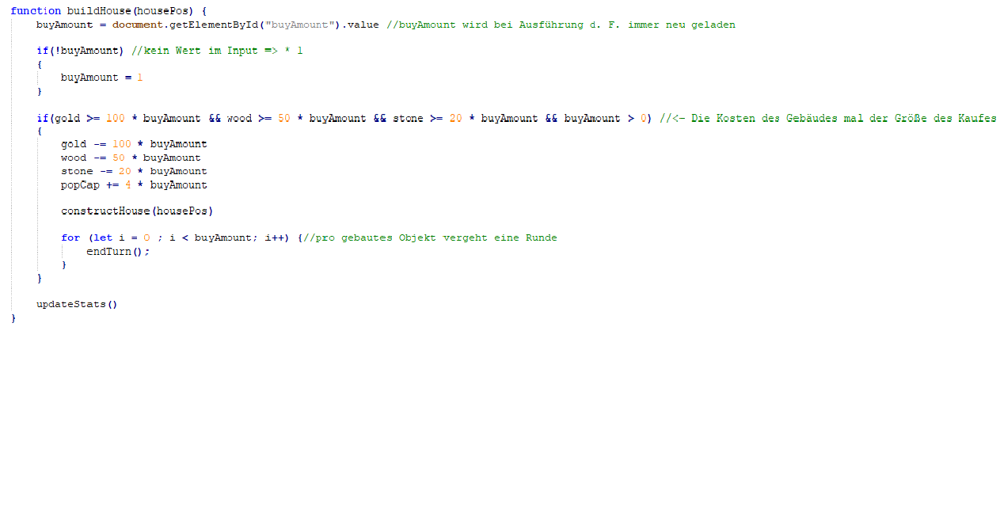 function buildHouse(housePos) {
buyAmount = document.getElementById("buyAmount").value //buyAmount wird bei Ausführung d. F. immer neu geladen
if(!buyAmount) //kein Wert im Input => * 1
{
buyAmount = 1
}
if(gold >= 100 * buyAmount && wood >= 50 * buyAmount && stone >= 20 * buyAmount && buyAmount > 0) //<- Die Kosten des Gebäudes mal der Größe des Kaufes
{
gold -= 100 * buyAmount
wood -= 50 * buyAmount
stone -= 20 * buyAmount
popCap += 4 * buyAmount
constructHouse(housePos)
for (let i = 0 ; i < buyAmount; i++) {//pro gebautes Objekt vergeht eine Runde
endTurn();
}
}
updateStats()
}